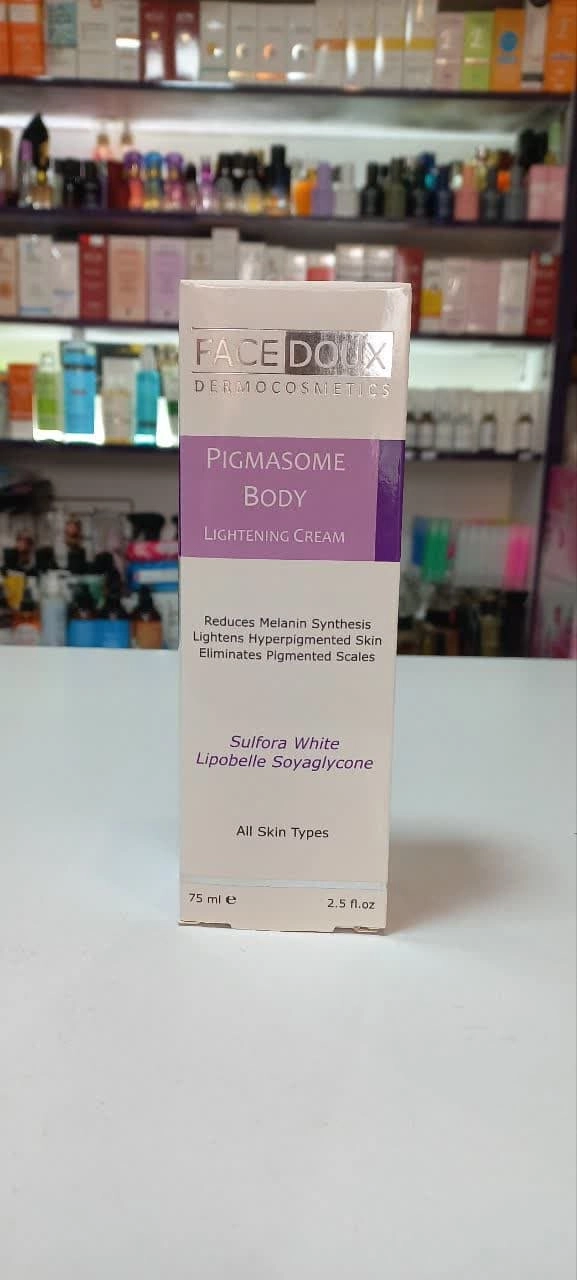 FACE DOUX
DERMOCOSMETICS
PIGMASOME
BODY
LIGHTENING CREAM
Reduces Melanin Synthesis
Lightens Hyperpigmented Skin
Eliminates Pigmented Scales
Sulfora White
Lipobelle Soyaglycone
All Skin Types
75 ml e 2.5 fl.oz